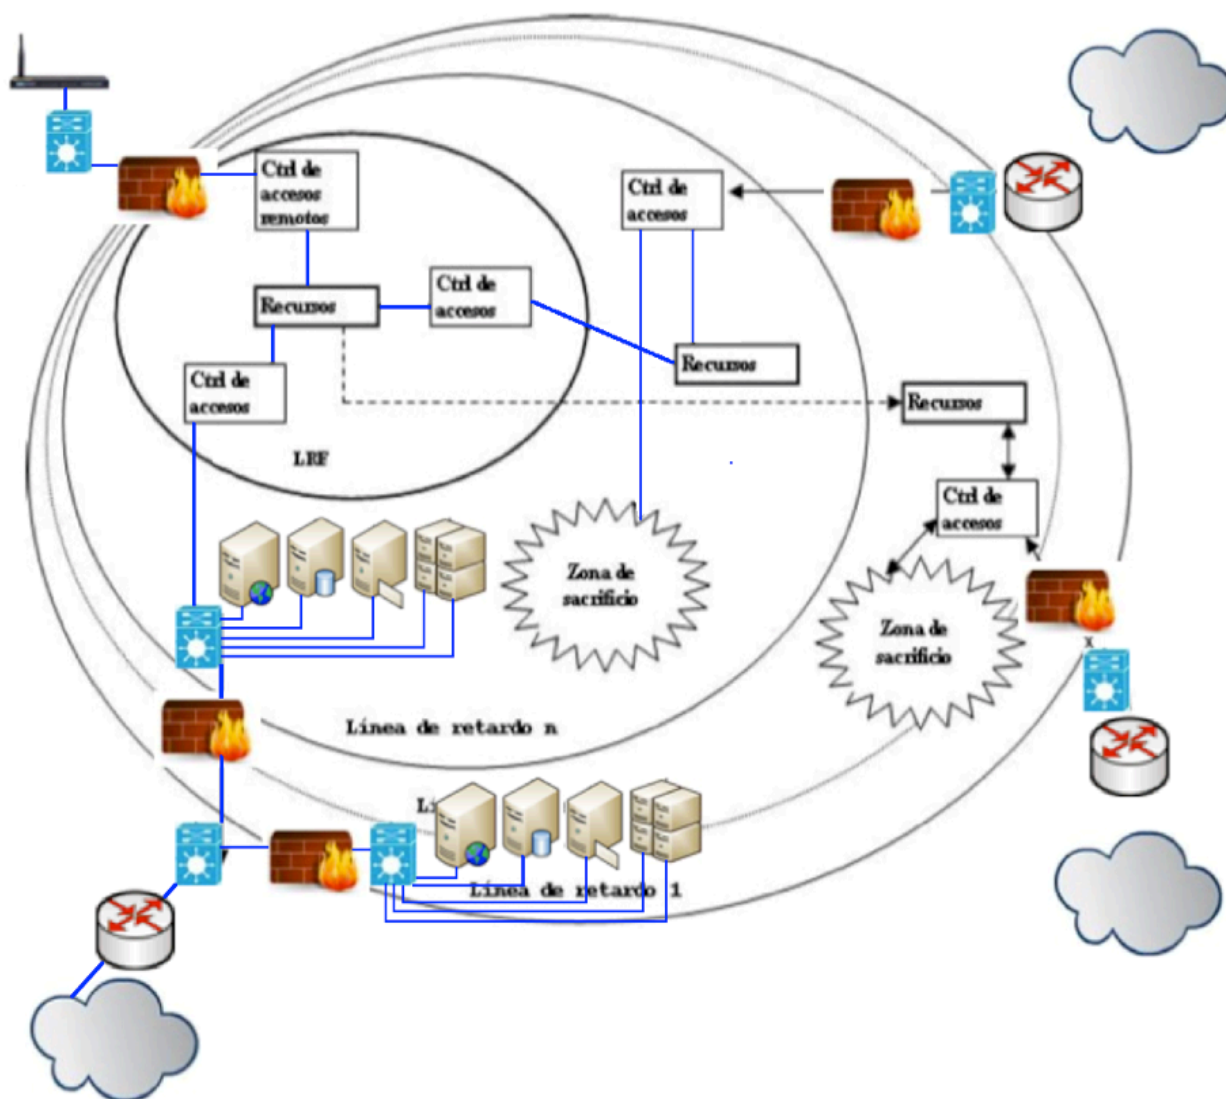 Ctrl de
accesos
remotos
Ctrl de
accesos
Recursos
Ctrl de
accesos
Recursos
Ctrl de
accesos
Recursos
LRF
Ctrl de
accesos
Zona de
sacrificio
Zona de
sacrificio
x
Línea de retardo n
Línea de retardo 1